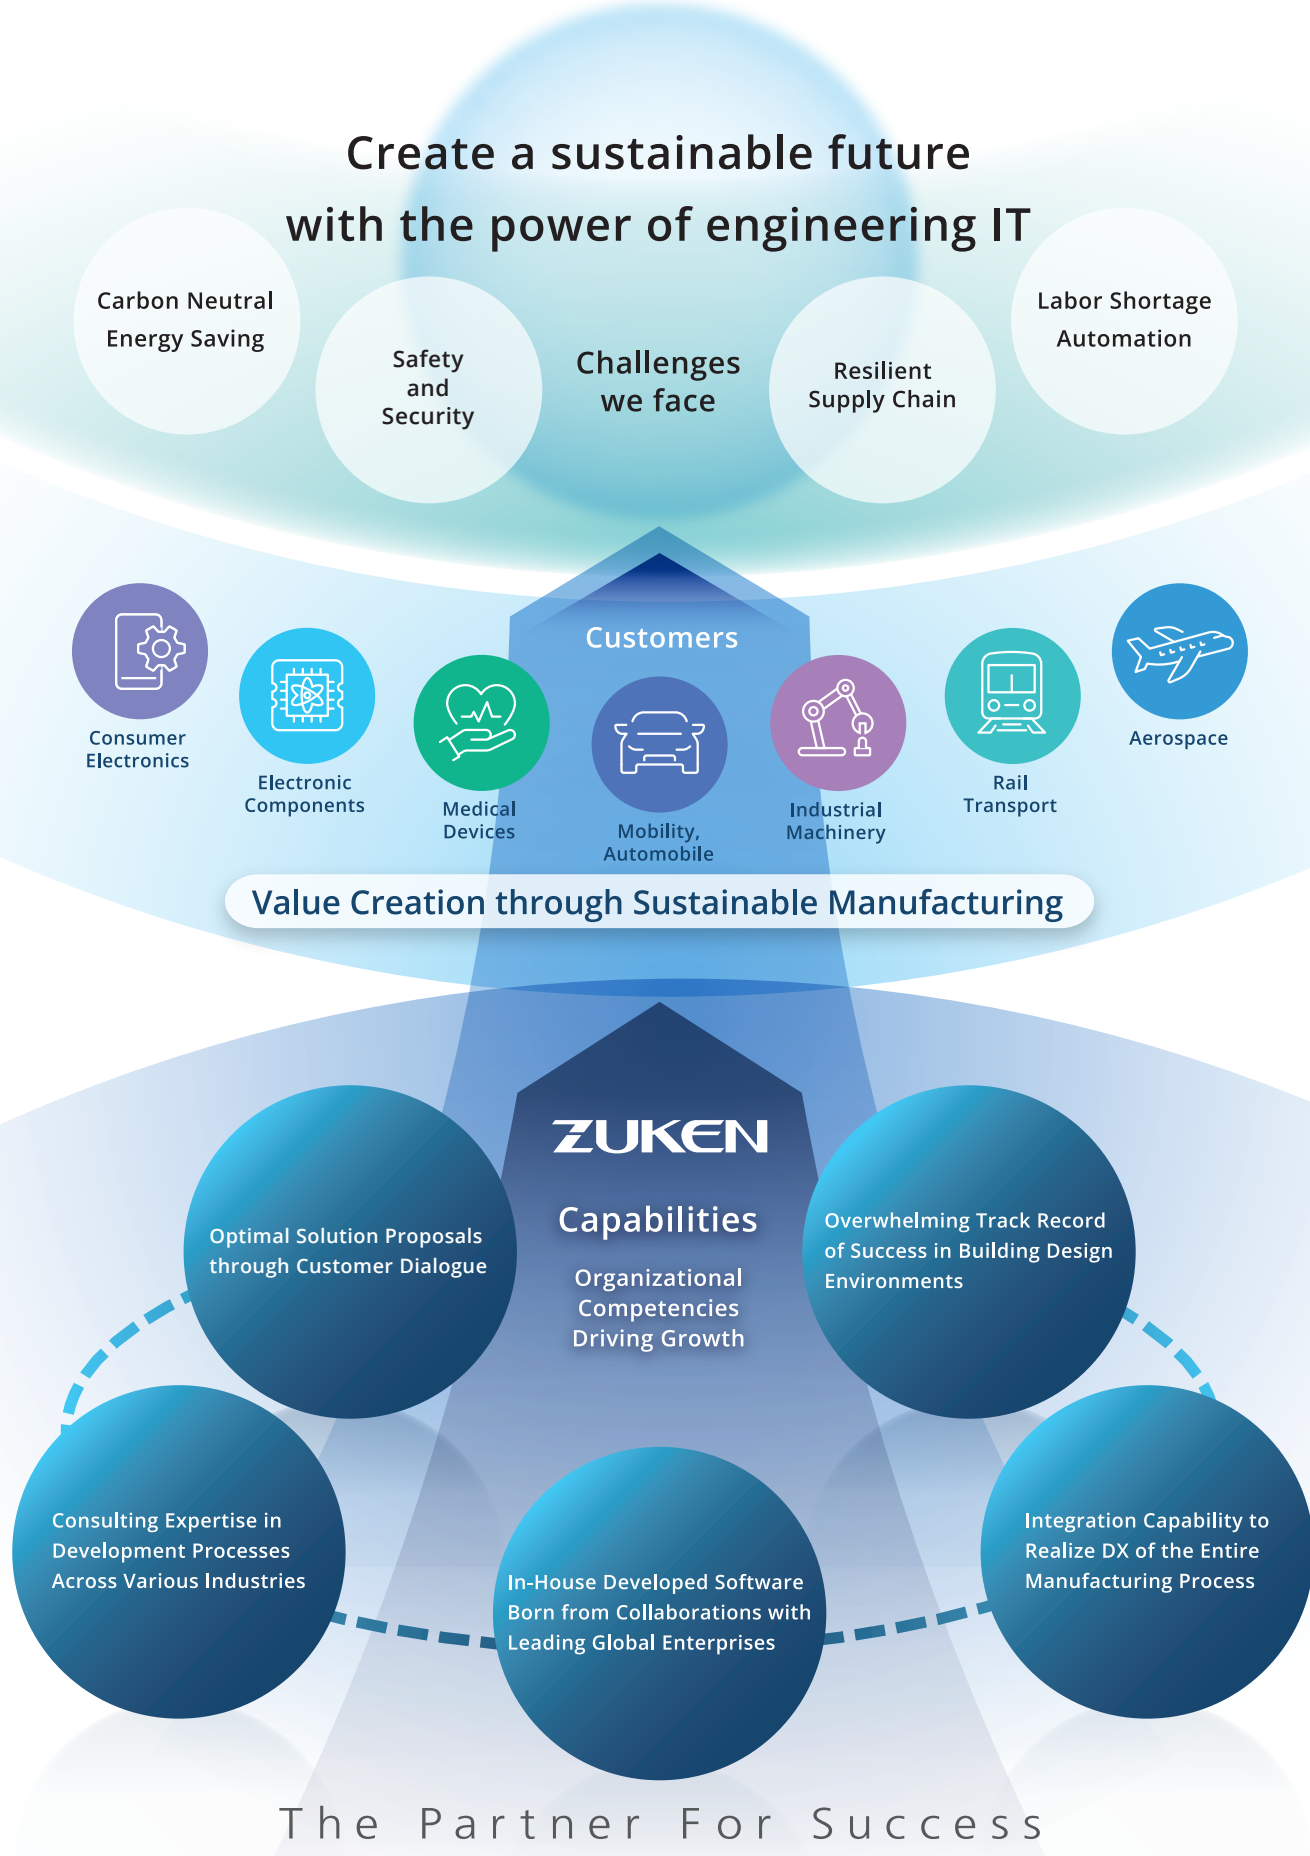 Create a sustainable future
with the power of engineering IT
Carbon Neutral
Energy Saving
Safety
and
Security
Challenges
we face
Resilient
Supply Chain
Labor Shortage
Automation
Customers
Consumer
Electronics
Electronic
Components
Medical
Devices
Mobility,
Automobile
Industrial
Machinery
Rail
Transport
Aerospace
Value Creation through Sustainable Manufacturing
ZUKEN
Capabilities
Organizational
Competencies
Driving Growth
Optimal Solution Proposals
through Customer Dialogue
Overwhelming Track Record
of Success in Building Design
Environments
Consulting Expertise in
Development Processes
Across Various Industries
In-House Developed Software
Born from Collaborations with
Leading Global Enterprises
Integration Capability to
Realize DX of the Entire
Manufacturing Process
The Partner For Success